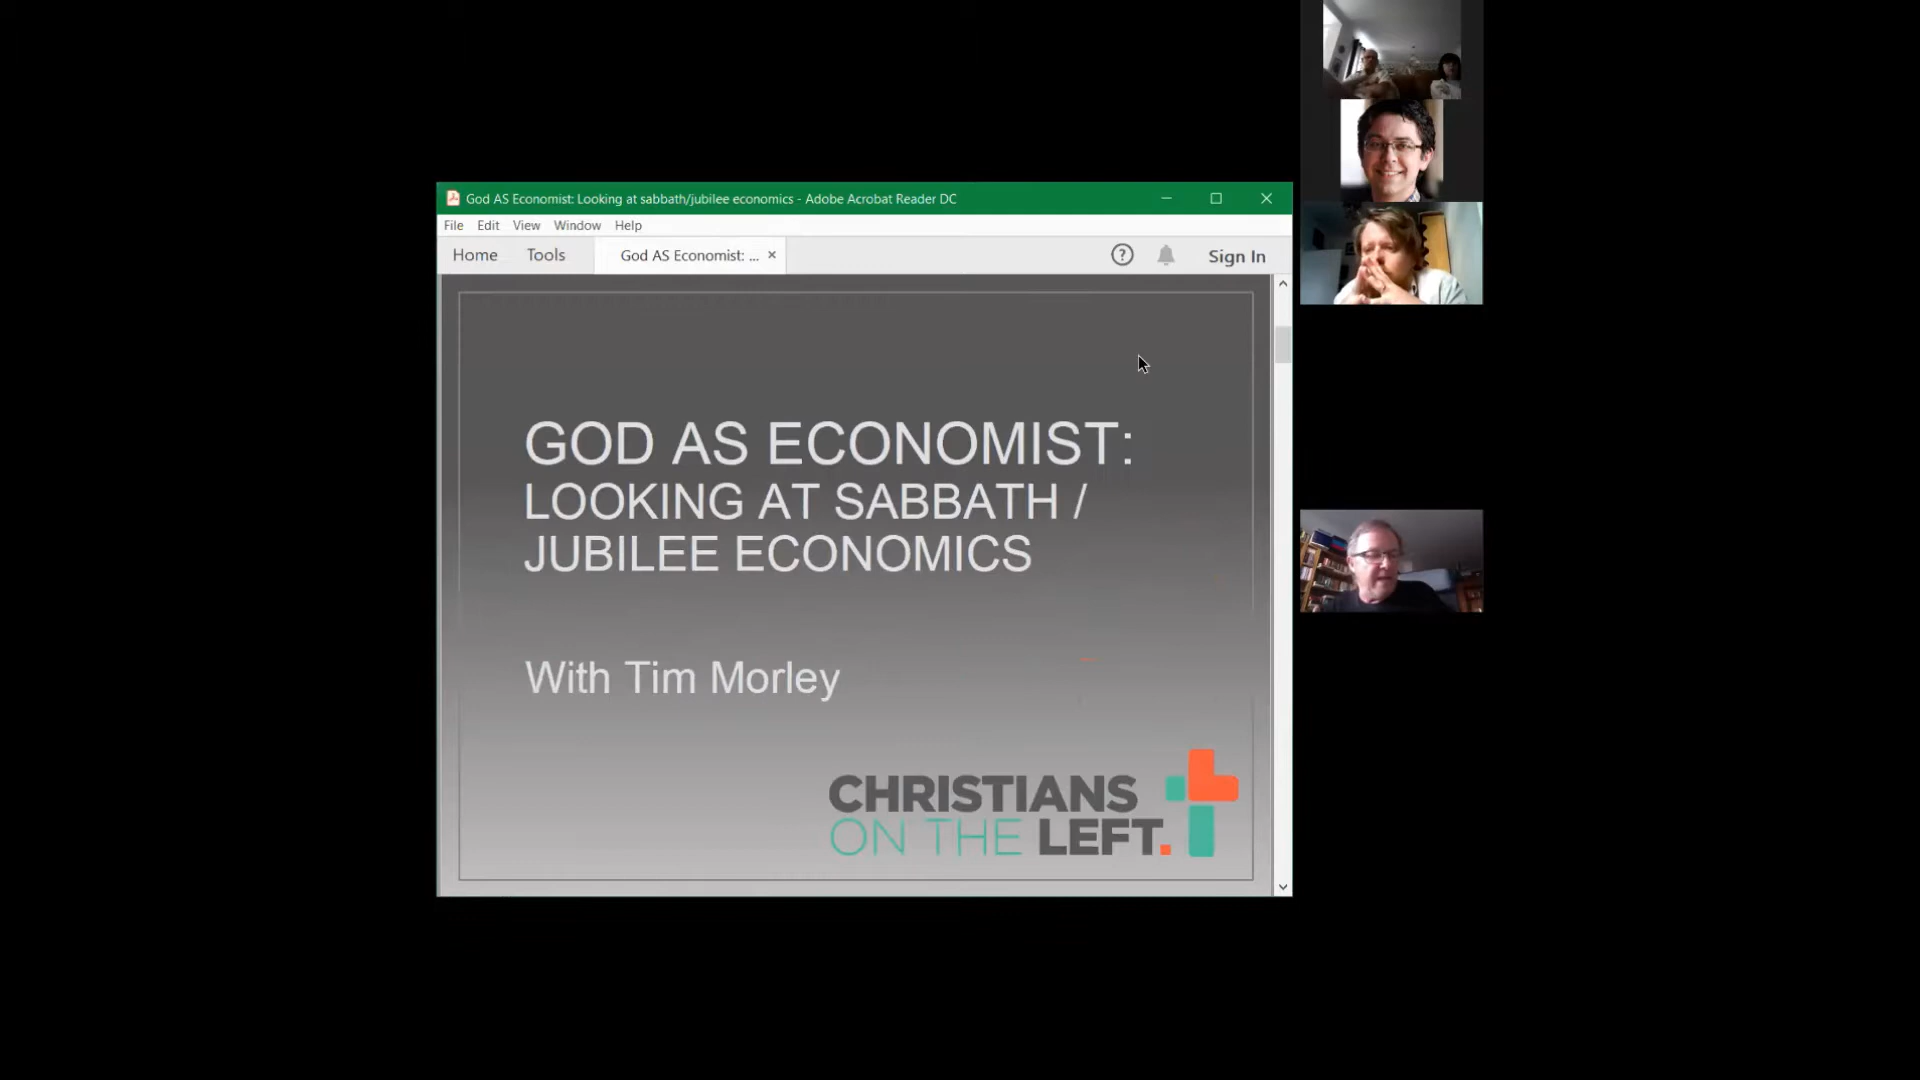 God AS Economist: Looking at sabbath/jubilee economics - Adobe Acrobat Reader DC
File Edit View Window Help
Home Tools God AS Economist: ... × ? Sign In
GOD AS ECONOMIST:
LOOKING AT SABBATH /
JUBILEE ECONOMICS
With Tim Morley
CHRISTIANS
ON THE LEFT.